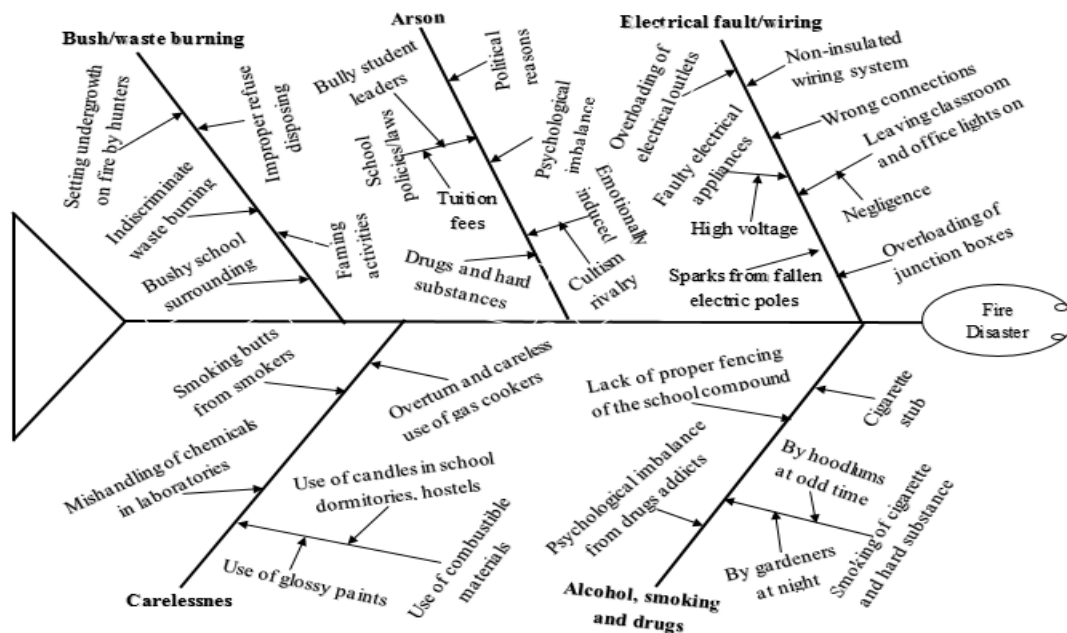 Bush/waste burning
Setting undergrowth
on fire by hunters
Improper refuse
disposing
Indiscriminate
waste burning
Faming
activities
Bushy school
surrounding
Arson
Bully student
leaders
Political
reasons
School
policies/laws
Tuition
fees
Psychological
imbalance
Emotionally
induced
Cultism
rivalry
Drugs and hard
substances
Electrical fault/wiring
Overloading of
electrical outlets
Non-insulated
wiring system
Wrong connections
Faulty electrical
appliances
High voltage
Leaving classroom
and office lights on
Negligence
Sparks from fallen
electric poles
Overloading of
junction boxes
Fire
Disaster
Smoking butts
from smokers
Overturn and careless
use of gas cookers
Mishandling of chemicals
in laboratories
Use of candles in school
dormitories, hostels
Use of glossy paints
Use of combustible
materials
Carelessnes
Lack of proper fencing
of the school compound
Cigarette
stub
Psychological imbalance
from drugs addicts
By hoodlums
at odd time
By gardeners
at night
Smoking of cigarette
and hard substance
Alcohol, smoking
and drugs